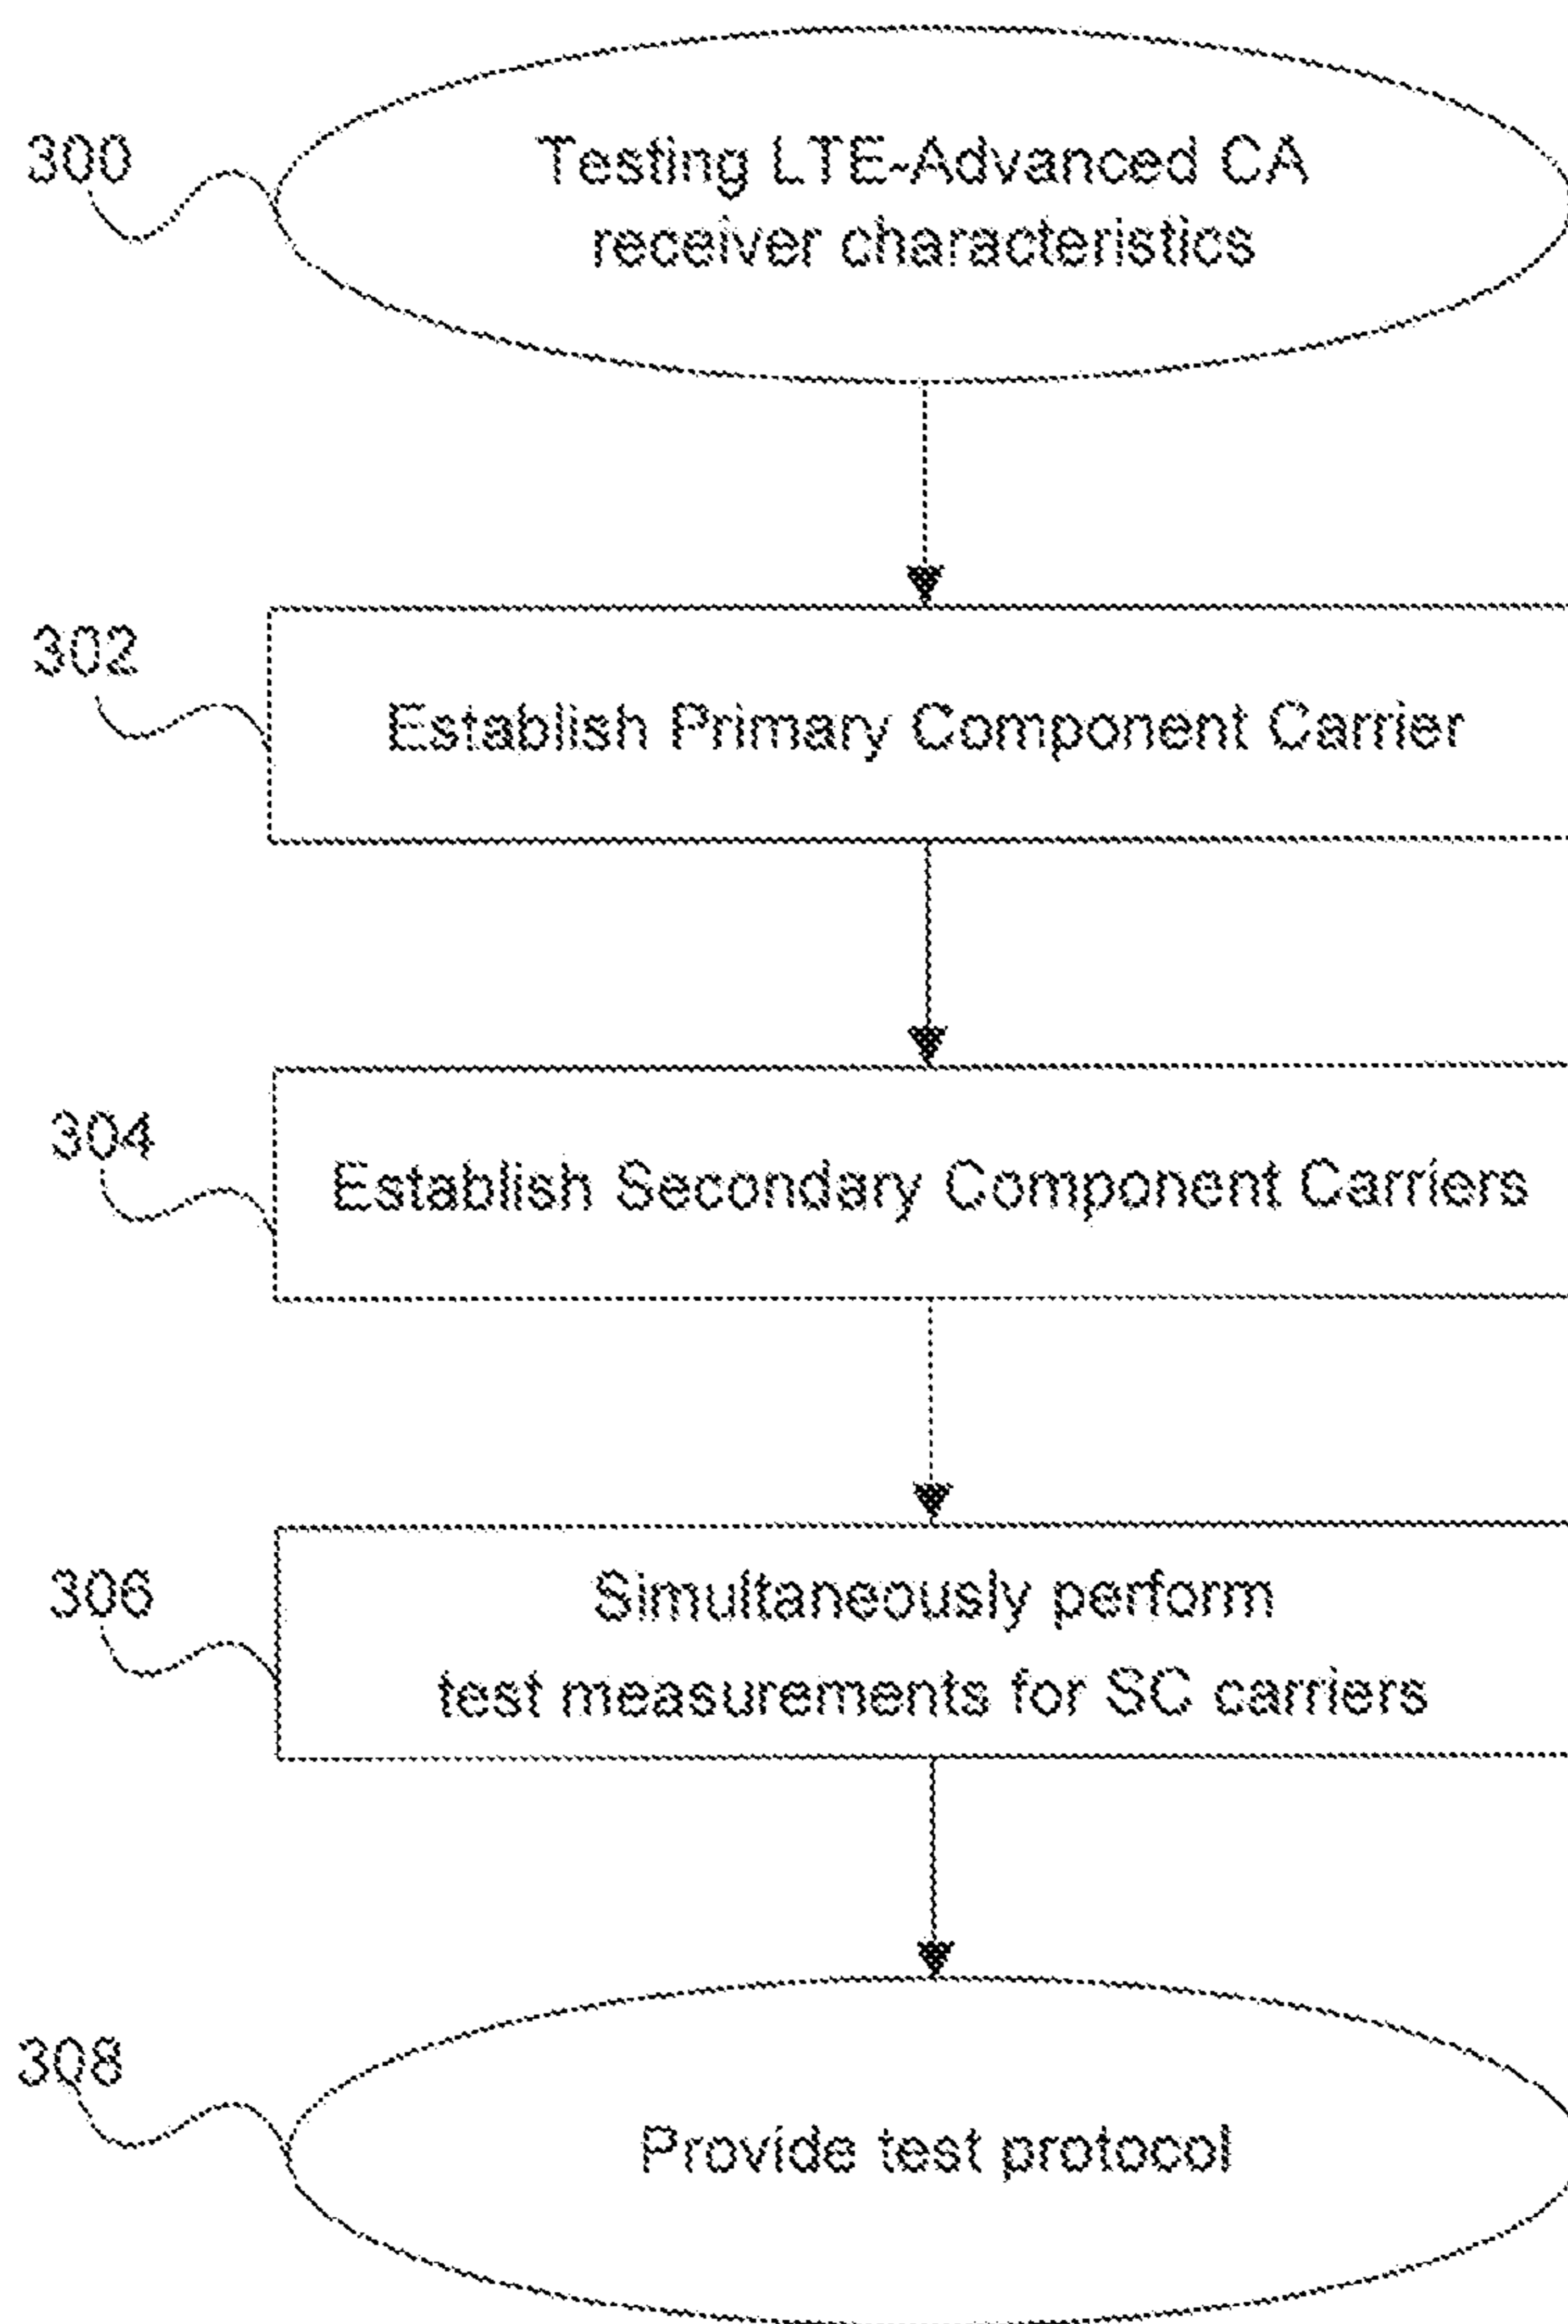 300
Testing LTE-Advanced CA
receiver characteristics
302
Establish Primary Component Carrier
304
Establish Secondary Component Carriers
306
Simultaneously perform
test measurements for SC carriers
308
Provide test protocol